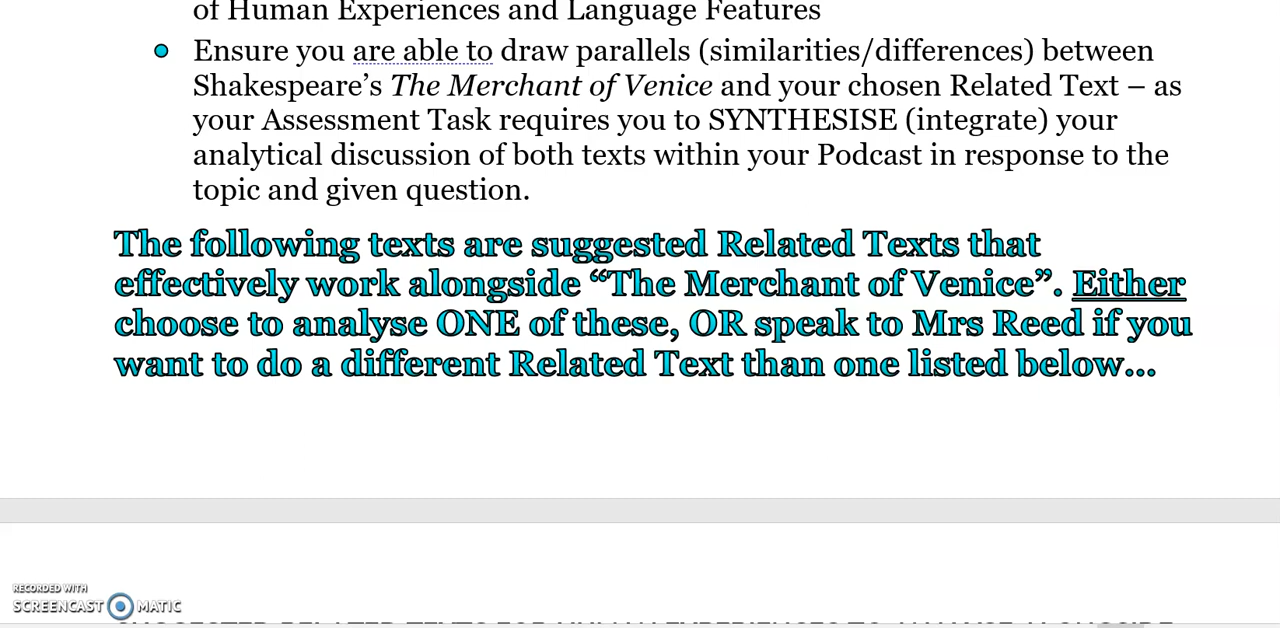 of Human Experiences and Language Features
Ensure you are able to draw parallels (similarities/differences) between
Shakespeare's The Merchant of Venice and your chosen Related Text – as
your Assessment Task requires you to SYNTHESISE (integrate) your
analytical discussion of both texts within your Podcast in response to the
topic and given question.
The following texts are suggested Related Texts that
effectively work alongside “The Merchant of Venice”. Either
choose to analyse ONE of these, OR speak to Mrs Reed if you
want to do a different Related Text than one listed below...
RECORDED WITH
SCREENCAST MATIC